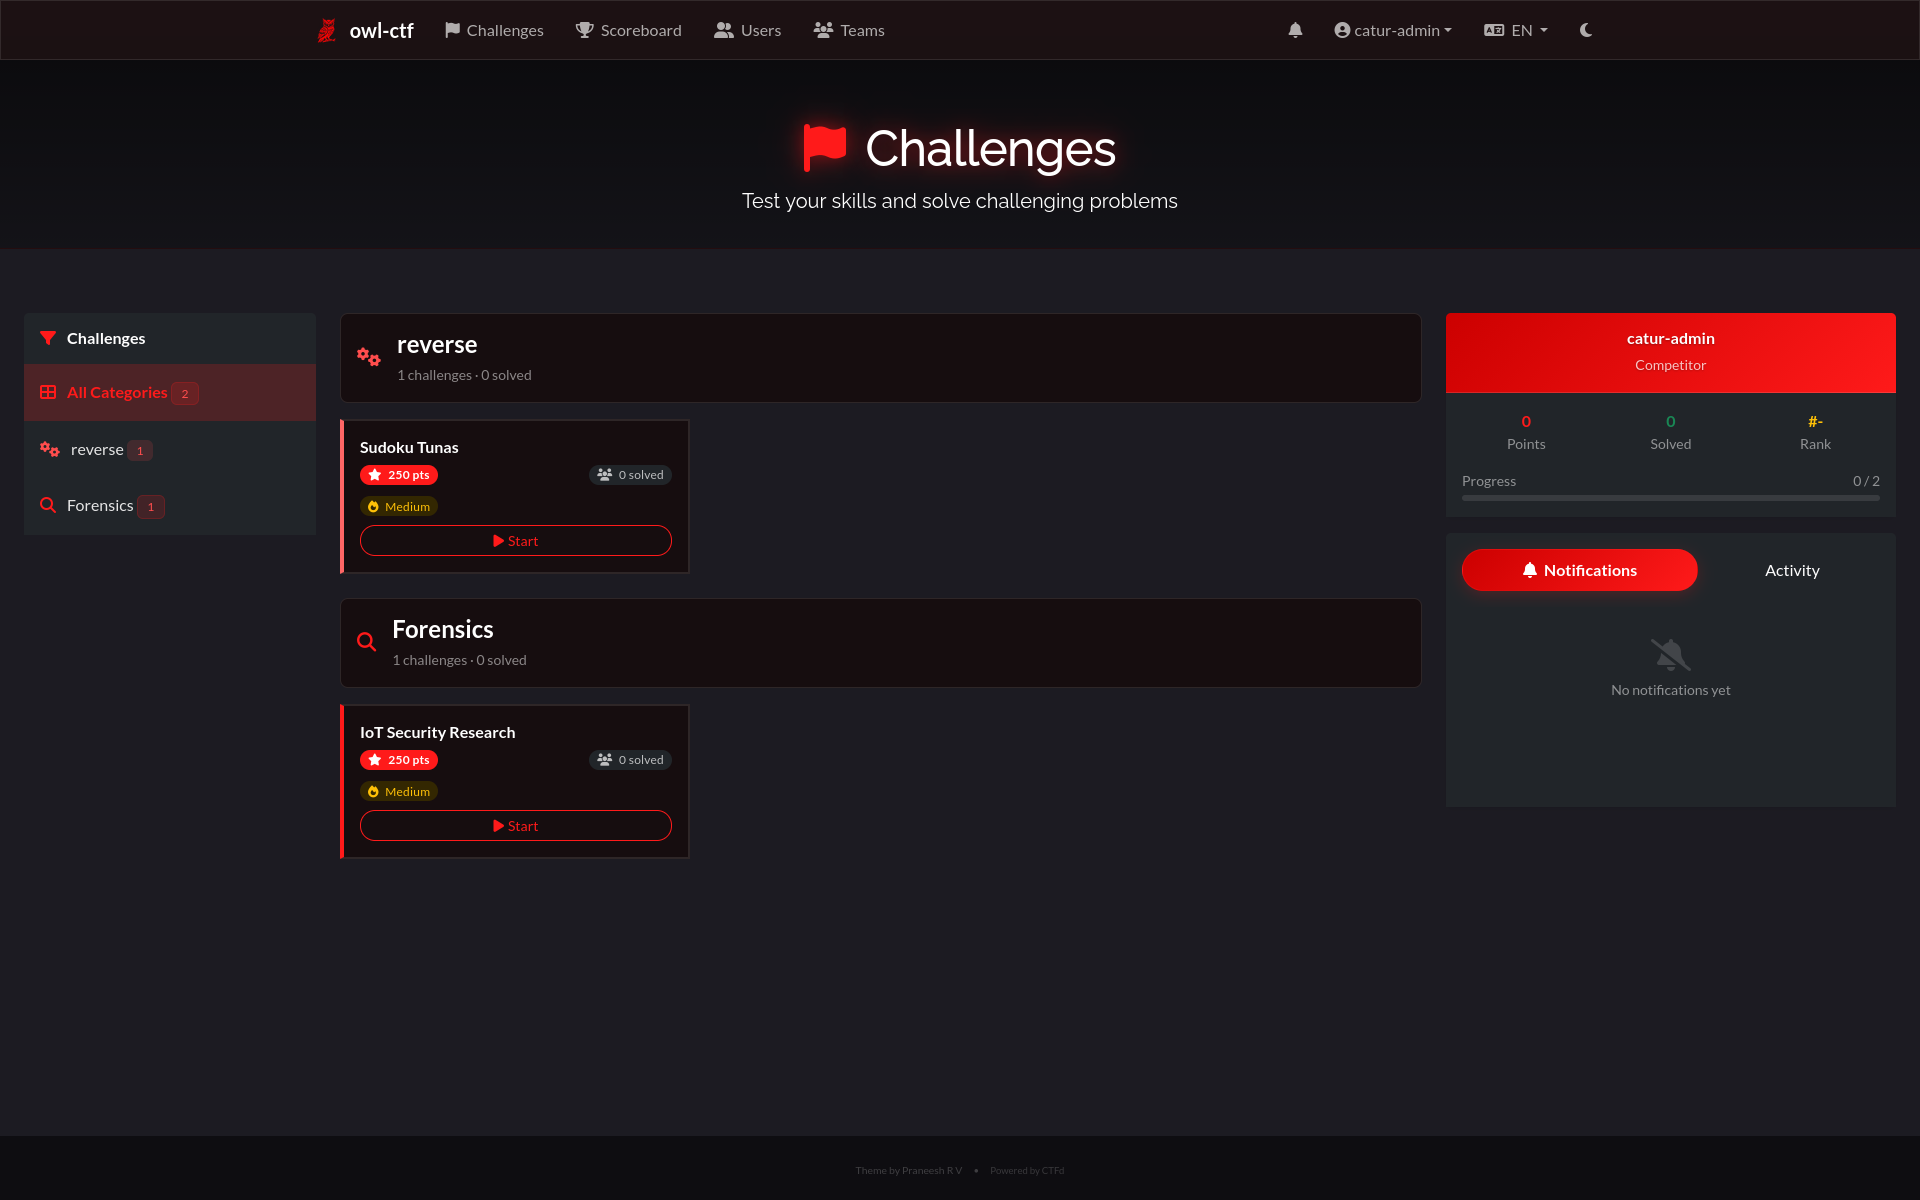 owl-ctf Challenges Scoreboard Users Teams catur-admin EN
Challenges
Test your skills and solve challenging problems
Challenges
All Categories 2
reverse 1
Forensics 1
reverse
1 challenges · 0 solved
Sudoku Tunas
250 pts 0 solved
Medium
Start
Forensics
1 challenges · 0 solved
IoT Security Research
250 pts 0 solved
Medium
Start
catur-admin
Competitor
0 0 #-
Points Solved Rank
Progress 0 / 2
Notifications Activity
No notifications yet
Theme by Praneesh R V • Powered by CTFd